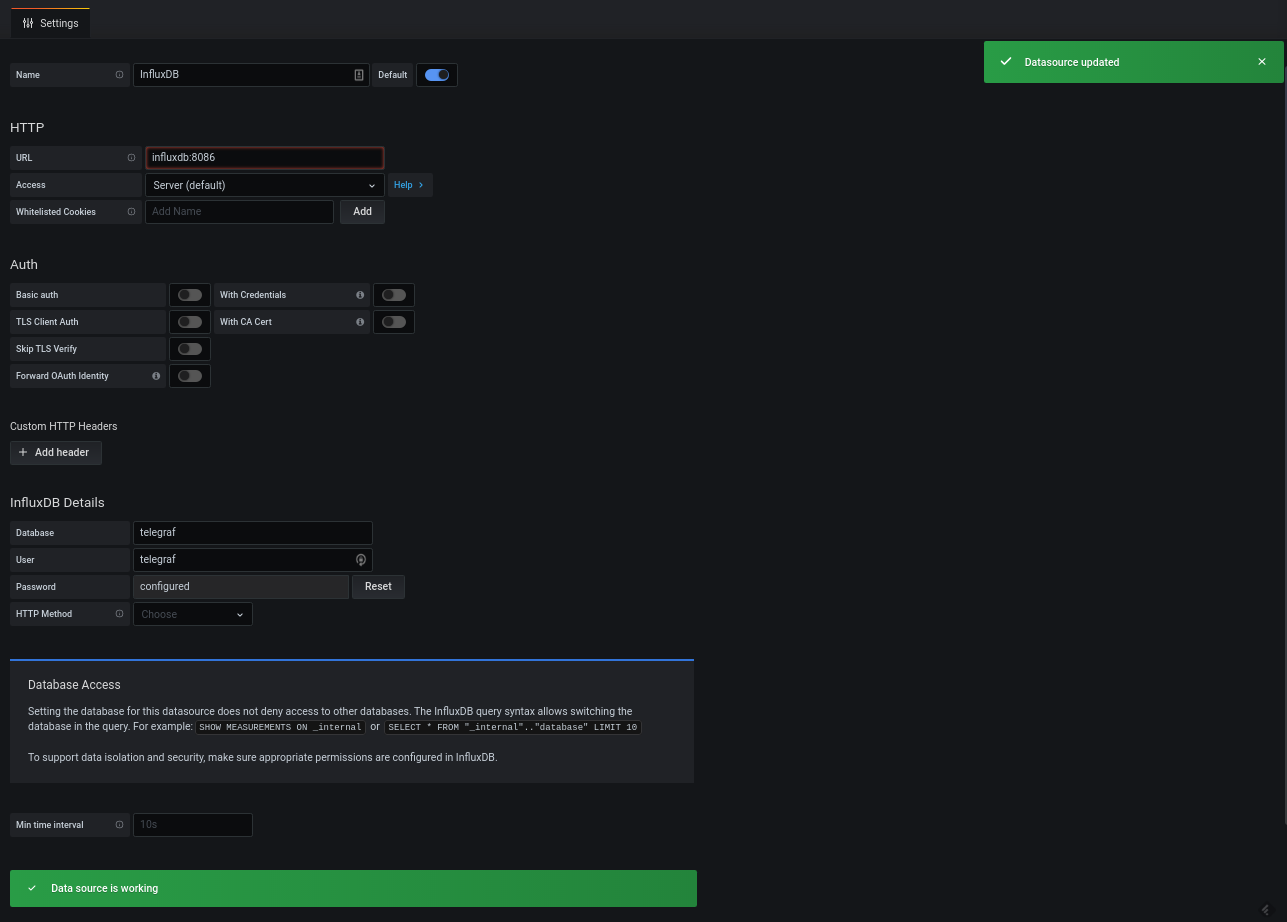 Settings
Datasource updated
Name InfluxDB Default
HTTP
URL influxdb:8086
Access Server (default) Help
Whitelisted Cookies Add Name Add
Auth
Basic auth With Credentials
TLS Client Auth With CA Cert
Skip TLS Verify
Forward OAuth Identity
Custom HTTP Headers
Add header
InfluxDB Details
Database telegraf
User telegraf
Password configured Reset
HTTP Method Choose
Database Access
Setting the database for this datasource does not deny access to other databases. The InfluxDB query syntax allows switching the
database in the query. For example: SHOW MEASUREMENTS ON _internal or SELECT * FROM "_internal".."database" LIMIT 10
To support data isolation and security, make sure appropriate permissions are configured in InfluxDB.
Min time interval 10s
Data source is working